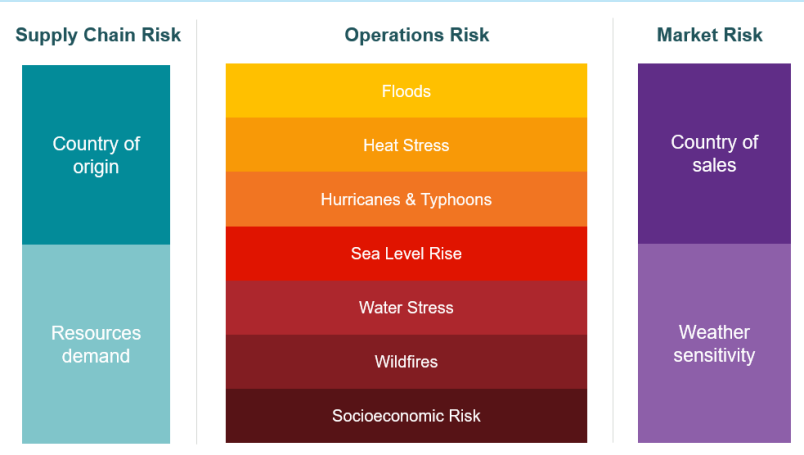 Supply Chain Risk
Country of
origin
Resources
demand
Operations Risk
Floods
Heat Stress
Hurricanes & Typhoons
Sea Level Rise
Water Stress
Wildfires
Socioeconomic Risk
Market Risk
Country of
sales
Weather
sensitivity